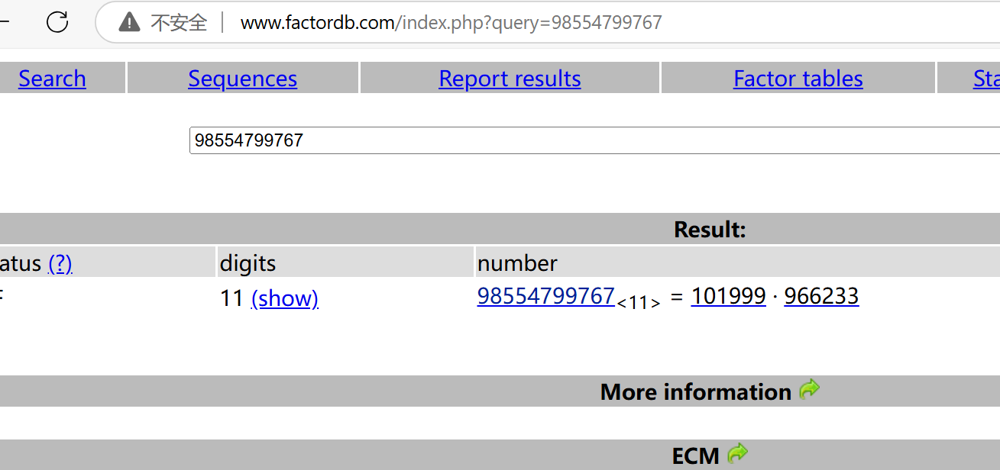 不安全 www.factordb.com/index.php?query=98554799767
Search Sequences Report results Factor tables Sta
98554799767
Result:
atus (?) digits number
11 (show) 98554799767<11> = 101999 · 966233
More information
ECM